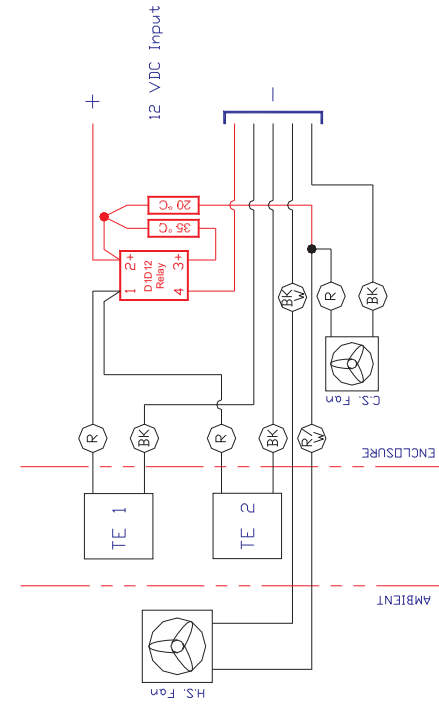 +
12 VDC Input
−
20 °C
35 °C
2+
1
D1D12
Relay
3+
4
BK
W
R
BK
C.S. Fan
R
BK
R
BK
R
W
ENCLOSURE
TE 1
TE 2
AMBIENT
H.S. Fan